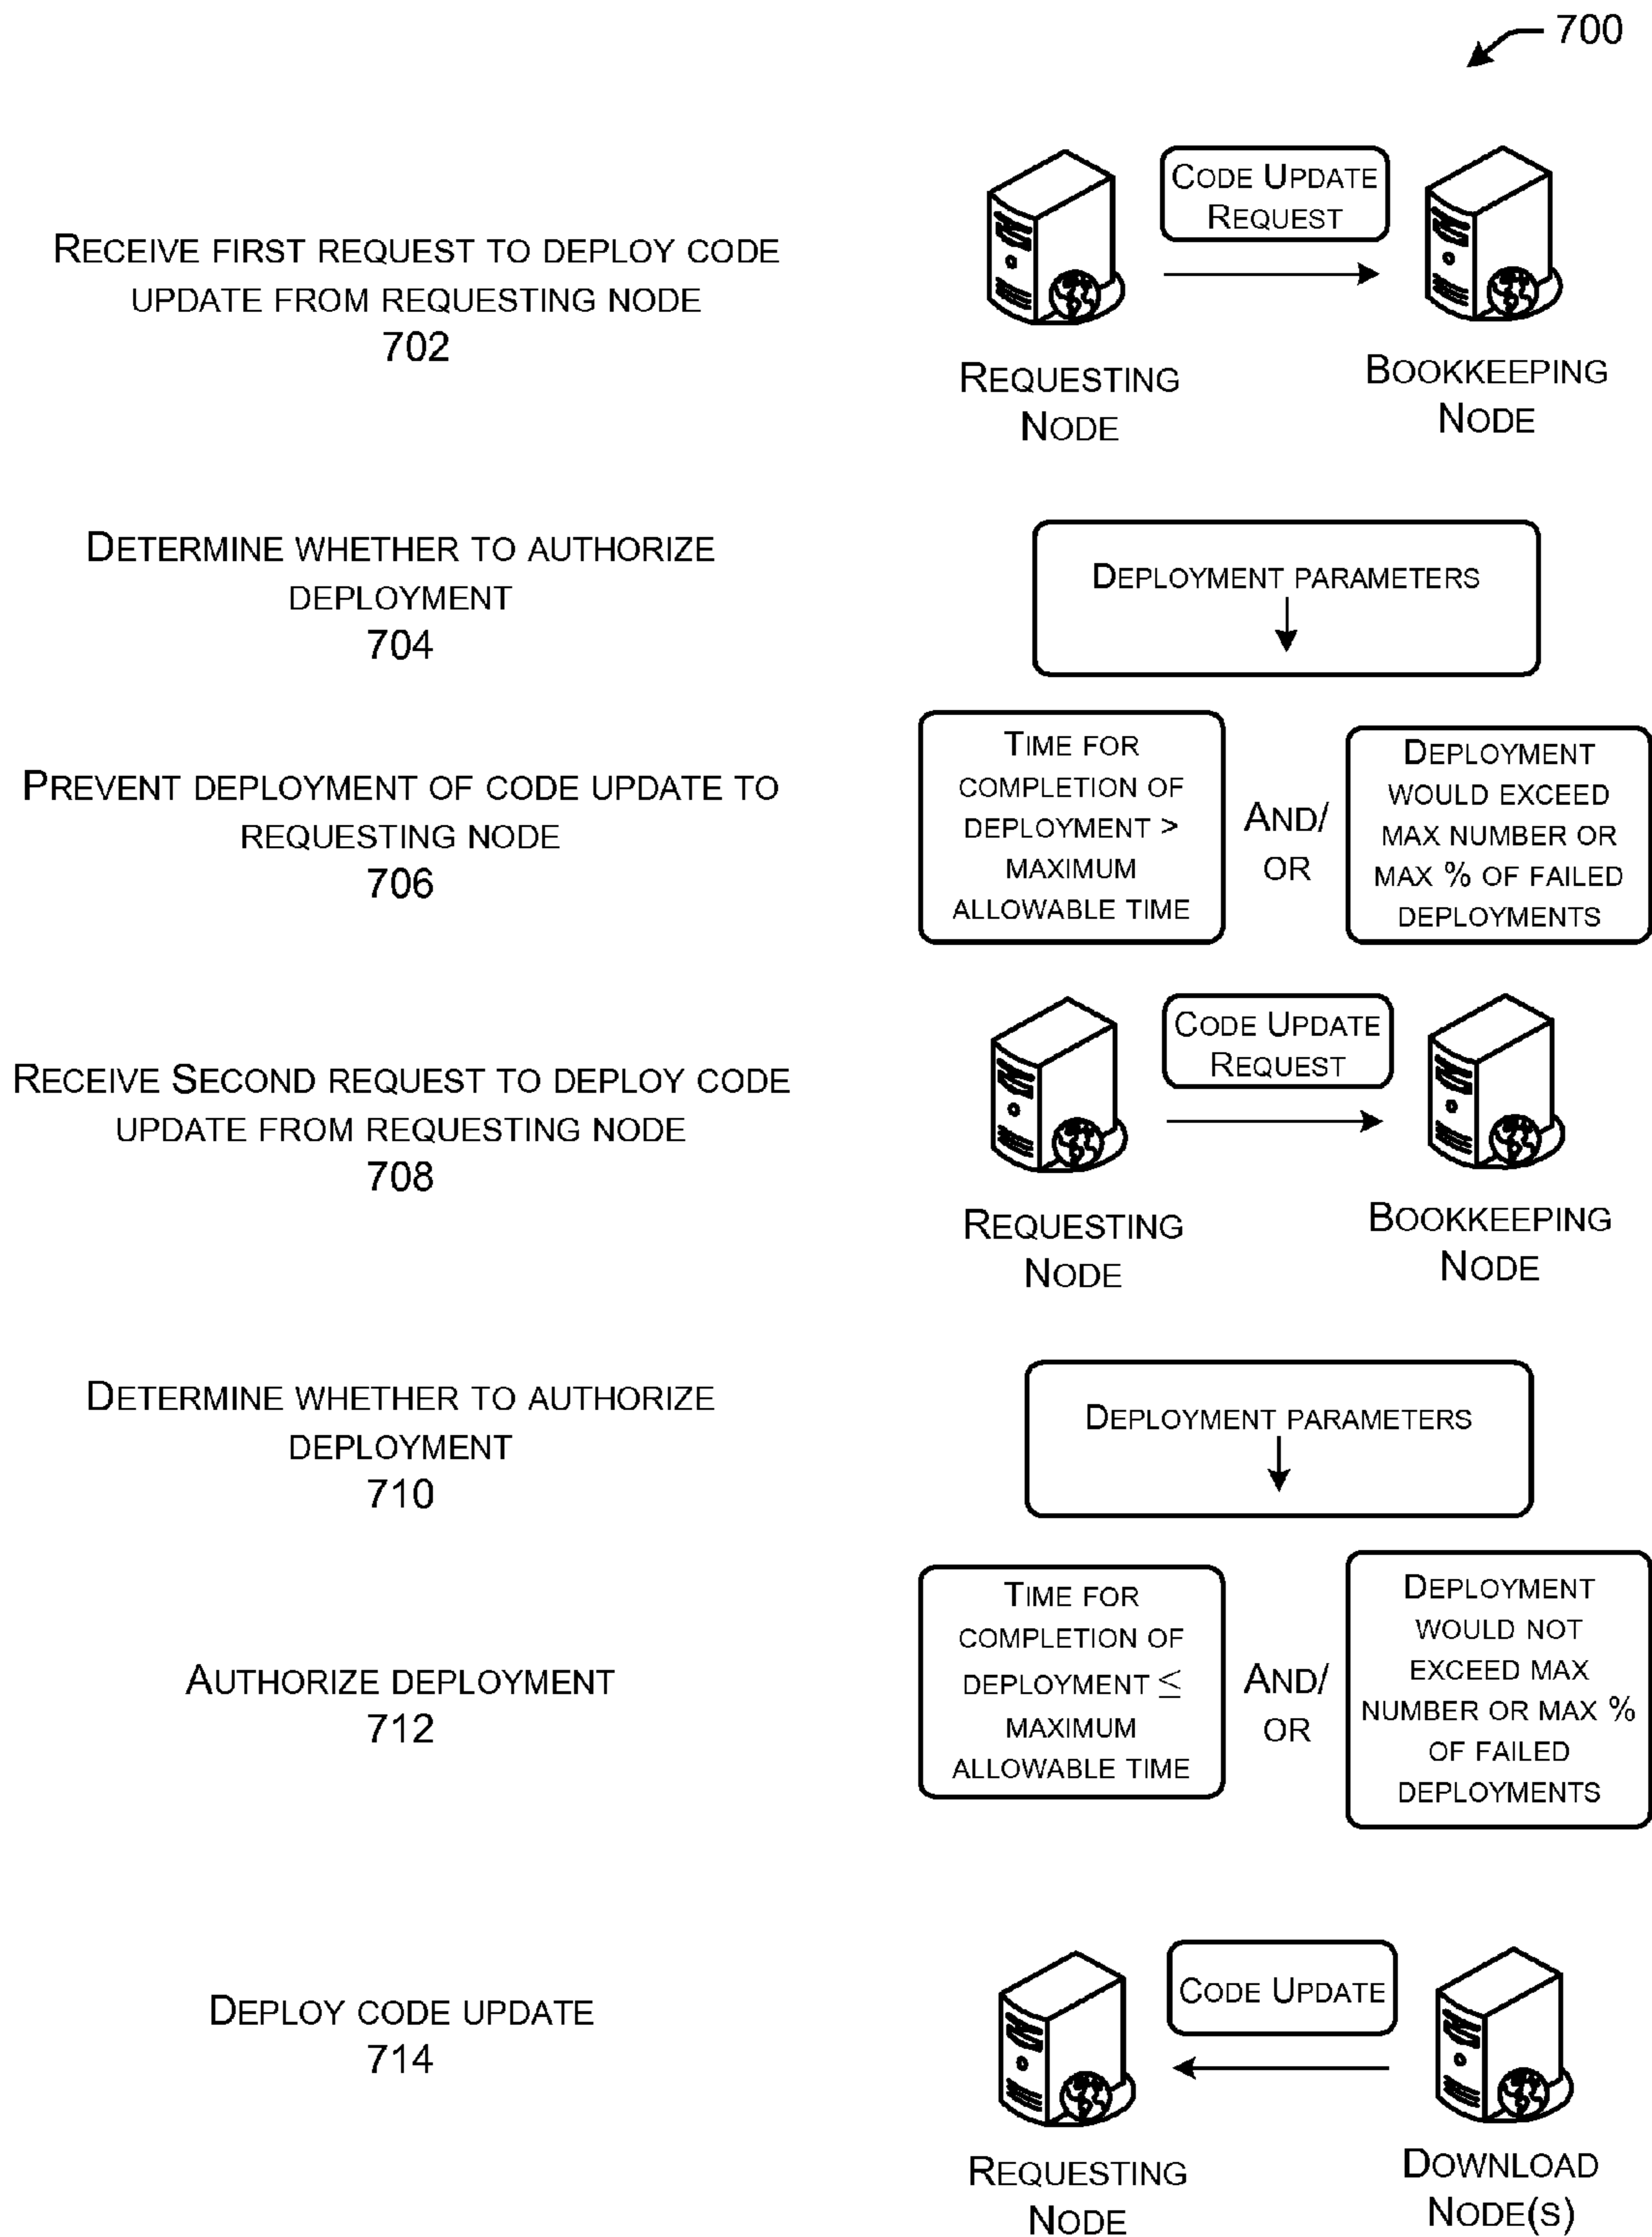 700
RECEIVE FIRST REQUEST TO DEPLOY CODE
UPDATE FROM REQUESTING NODE
702
CODE UPDATE
REQUEST
REQUESTING
NODE
BOOKKEEPING
NODE
DETERMINE WHETHER TO AUTHORIZE
DEPLOYMENT
704
DEPLOYMENT PARAMETERS
PREVENT DEPLOYMENT OF CODE UPDATE TO
REQUESTING NODE
706
TIME FOR
COMPLETION OF
DEPLOYMENT >
MAXIMUM
ALLOWABLE TIME
AND/
OR
DEPLOYMENT
WOULD EXCEED
MAX NUMBER OR
MAX % OF FAILED
DEPLOYMENTS
RECEIVE SECOND REQUEST TO DEPLOY CODE
UPDATE FROM REQUESTING NODE
708
CODE UPDATE
REQUEST
REQUESTING
NODE
BOOKKEEPING
NODE
DETERMINE WHETHER TO AUTHORIZE
DEPLOYMENT
710
DEPLOYMENT PARAMETERS
AUTHORIZE DEPLOYMENT
712
TIME FOR
COMPLETION OF
DEPLOYMENT ≤
MAXIMUM
ALLOWABLE TIME
AND/
OR
DEPLOYMENT
WOULD NOT
EXCEED MAX
NUMBER OR MAX %
OF FAILED
DEPLOYMENTS
DEPLOY CODE UPDATE
714
CODE UPDATE
REQUESTING
NODE
DOWNLOAD
NODE(S)